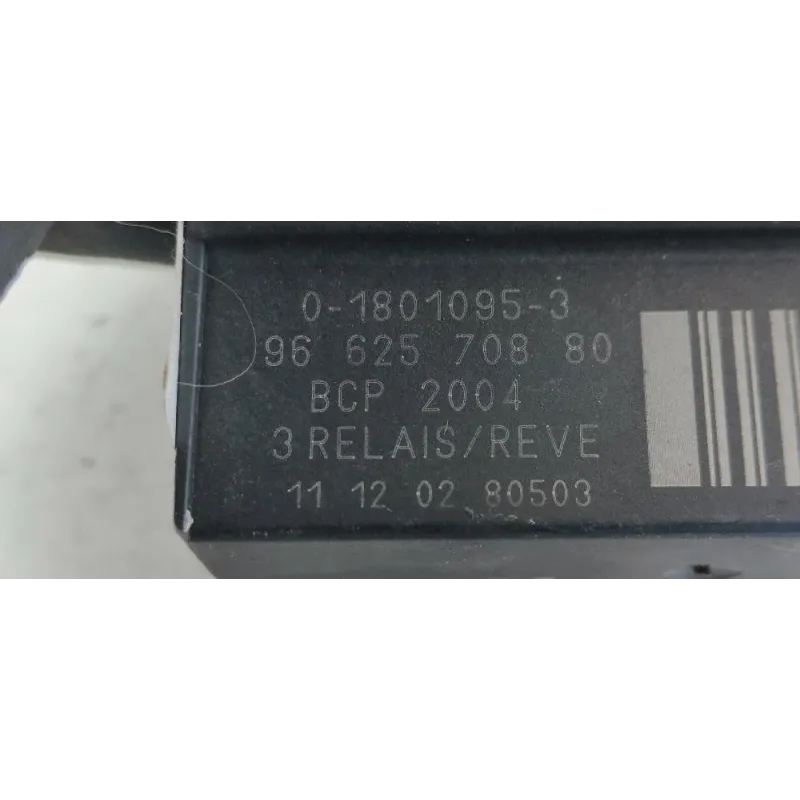 0-1801095-3
96 625 708 80
BCP 2004
3 RELAIS/REVE
11 12 02 80503